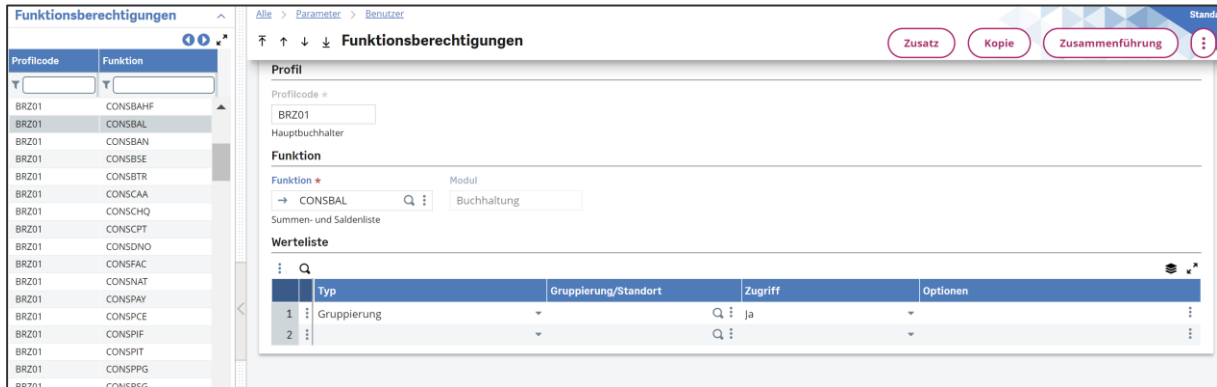 Funktionsberechtigungen
Profilcode Funktion
BRZ01 CONSBAHF
BRZ01 CONSBAL
BRZ01 CONSBAN
BRZ01 CONSBSE
BRZ01 CONSBTR
BRZ01 CONSCAA
BRZ01 CONSCHQ
BRZ01 CONSCPT
BRZ01 CONSDNO
BRZ01 CONSFAC
BRZ01 CONSNAT
BRZ01 CONSPAY
BRZ01 CONSPCE
BRZ01 CONSPIF
BRZ01 CONSPIT
BRZ01 CONSPPG
BRZ01 CONSPSG
Alle > Parameter > Benutzer
Standa
Funktionsberechtigungen
Zusatz Kopie Zusammenführung
Profil
Profilcode *
BRZ01
Hauptbuchhalter
Funktion
Funktion * Modul
→ CONSBAL Buchhaltung
Summen- und Saldenliste
Werteliste
Typ Gruppierung/Standort Zugriff Optionen
1 Gruppierung Ja
2